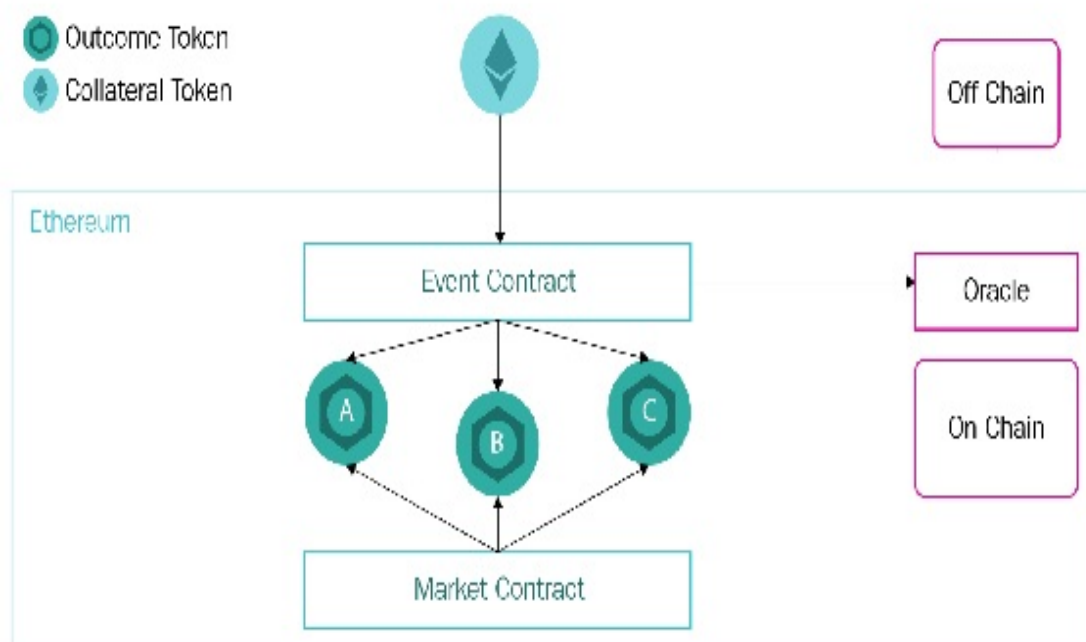 Outcome Token
Collateral Token
Off Chain
Ethereum
Event Contract
Oracle
A
B
C
On Chain
Market Contract